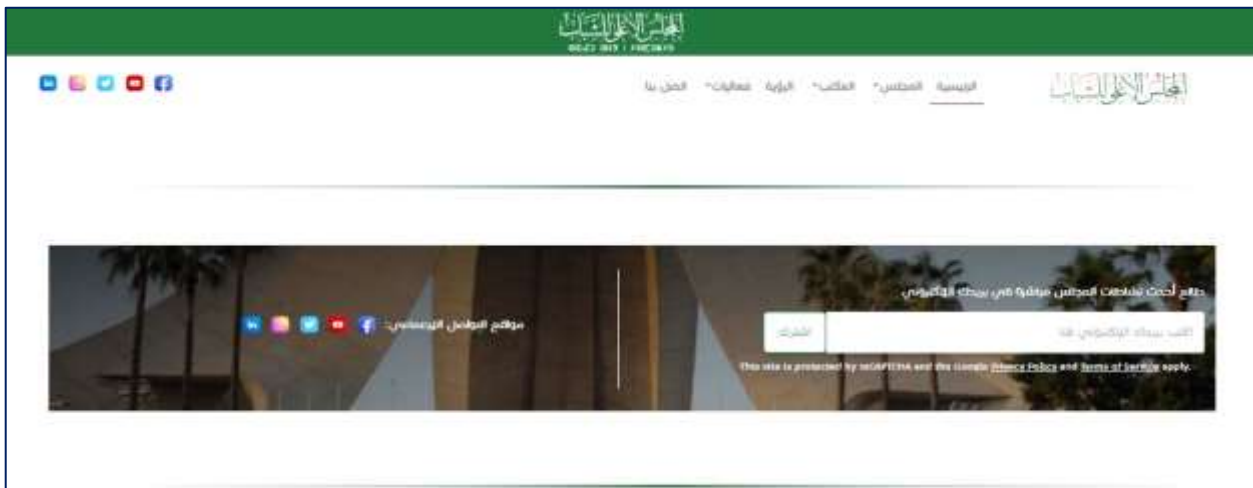 المجلس الأعلى للشباب
المجلس الأعلى للشباب
الرئيسية المجلس المكتب الرؤية فعاليات اتصل بنا
طالع أحدث نشاطات المجلس مباشرة في بريدك الإلكتروني
اكتب بريدك الإلكتروني هنا
اشترك
This site is protected by reCAPTCHA and the Google Privacy Policy and Terms of Service apply.
مواقع التواصل الإجتماعي: